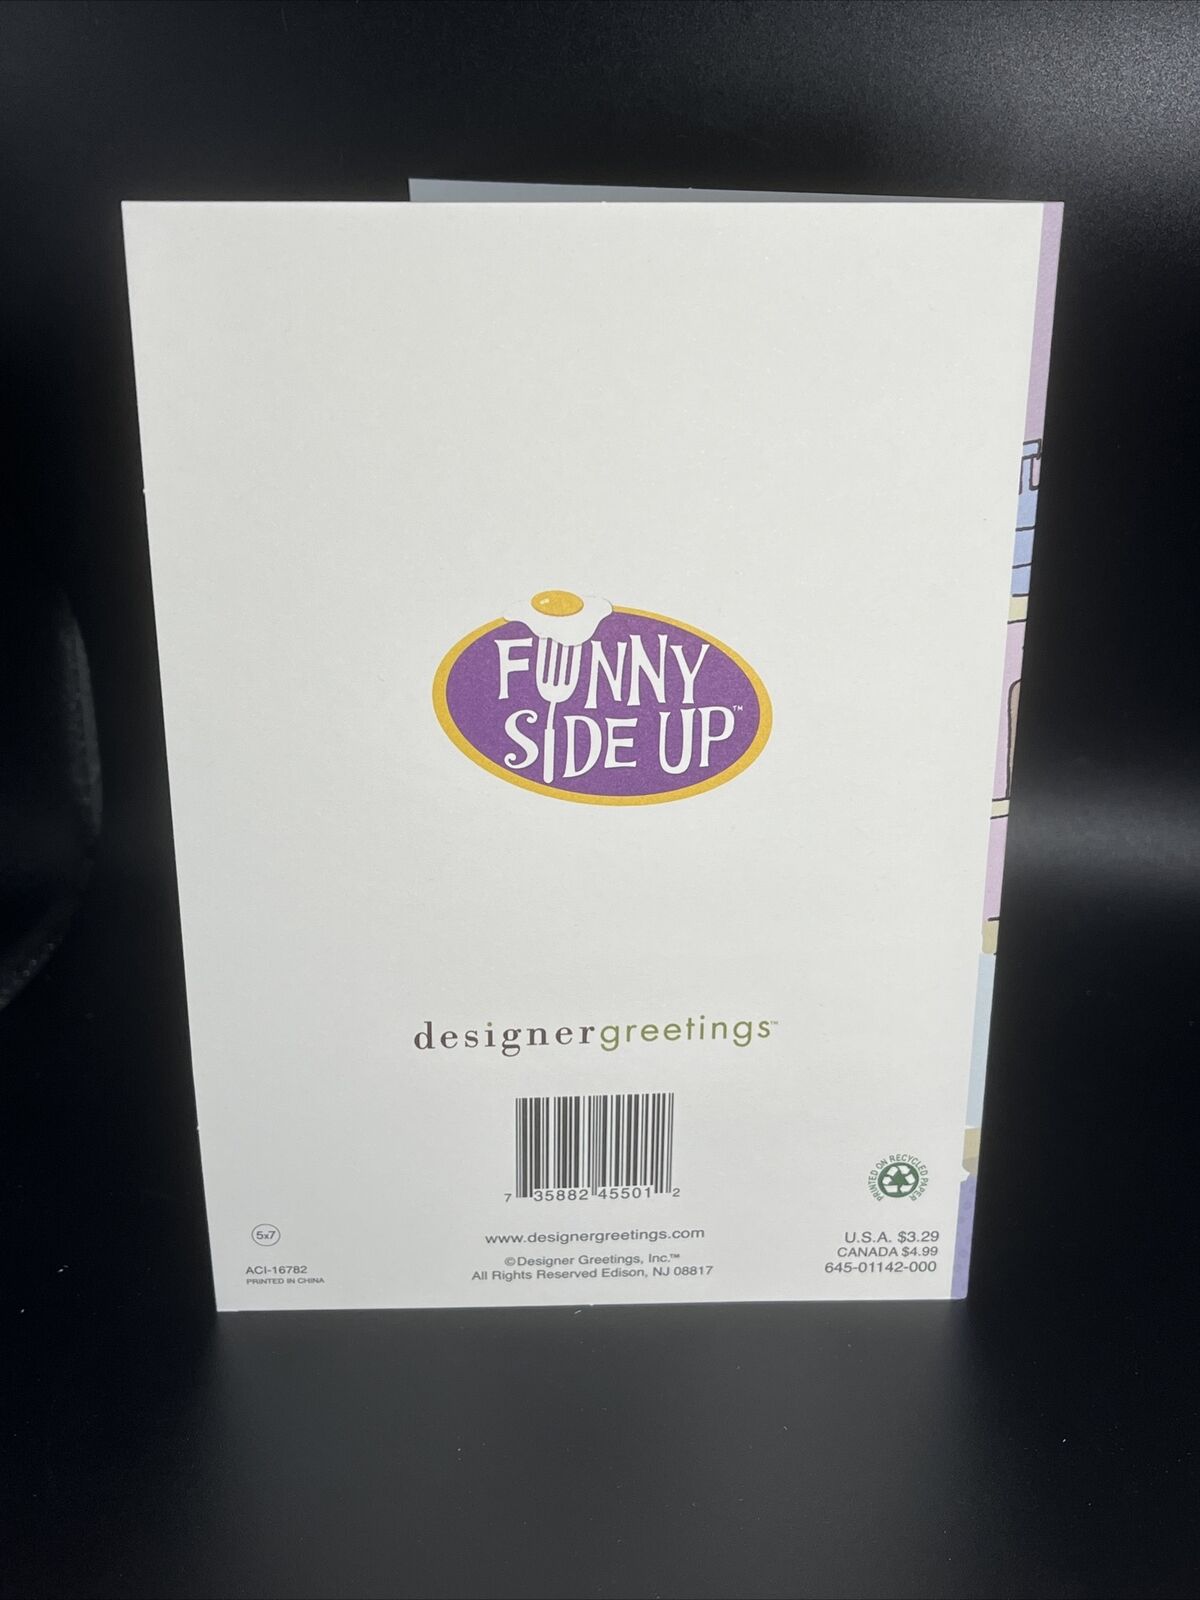 FUNNY
SIDE UP™
designergreetings™
7 35882 45501 2
PRINTED ON RECYCLED PAPER
5x7
ACI-16782
PRINTED IN CHINA
www.designergreetings.com
©Designer Greetings, Inc.™
All Rights Reserved Edison, NJ 08817
U.S.A. $3.29
CANADA $4.99
645-01142-000